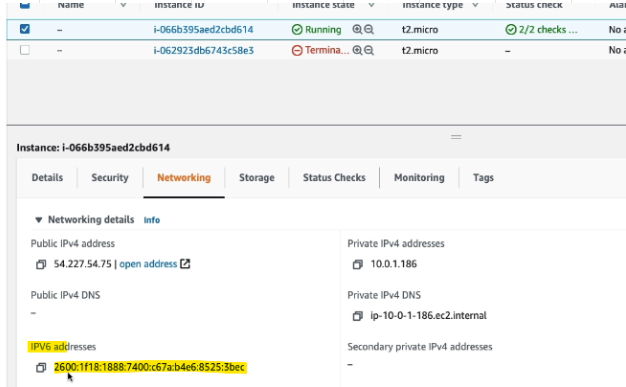 Name Instance ID Instance state Instance type Status check
i-066b395aed2cbd614 Running t2.micro 2/2 checks ... No
– i-062923db6743c58e3 Termina... t2.micro – No
Instance: i-066b395aed2cbd614
Details Security Networking Storage Status Checks Monitoring Tags
Networking details Info
Public IPv4 address Private IPv4 addresses
54.227.54.75 | open address 10.0.1.186
Public IPv4 DNS Private IPv4 DNS
– ip-10-0-1-186.ec2.internal
IPV6 addresses Secondary private IPv4 addresses
2600:1f18:1888:7400:c67a:b4e6:8525:3bec –